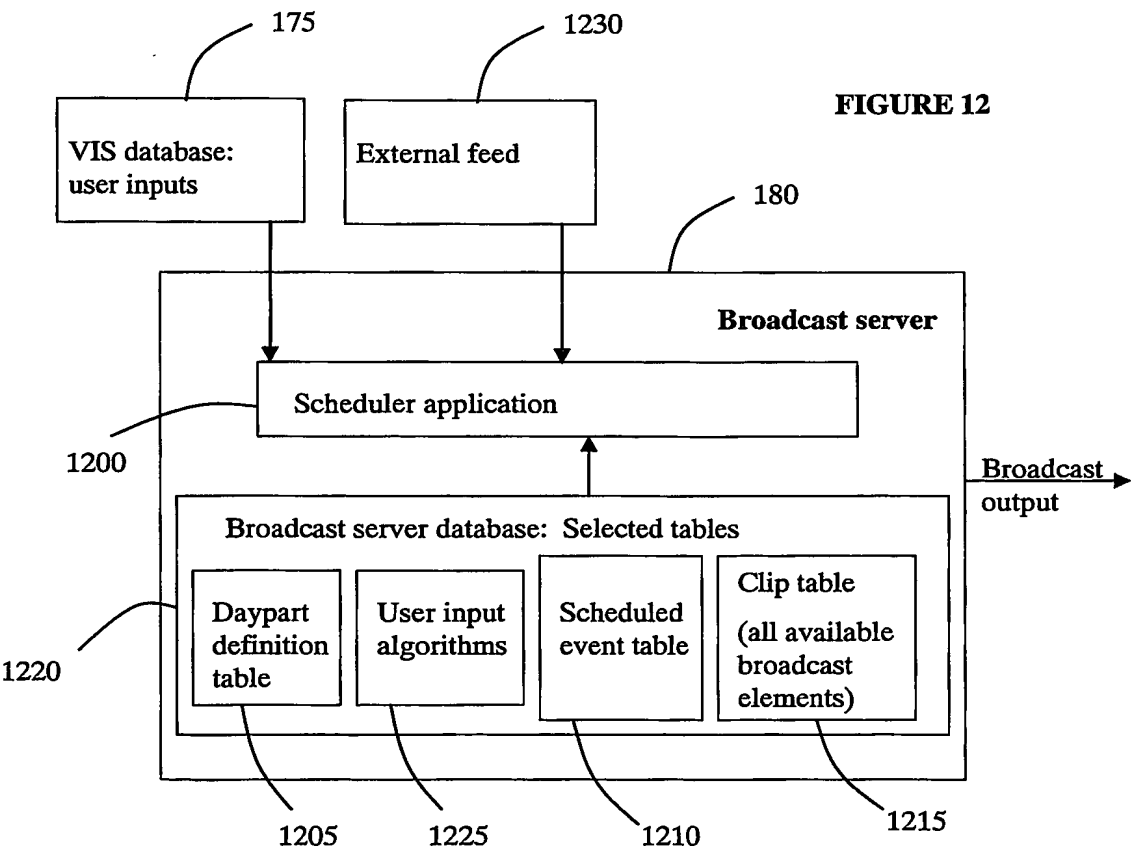 175
1230
FIGURE 12
VIS database:
user inputs
External feed
180
Broadcast server
Scheduler application
1200
Broadcast
output
Broadcast server database: Selected tables
Daypart
definition
table
User input
algorithms
Scheduled
event table
Clip table
(all available
broadcast
elements)
1220
1205
1225
1210
1215